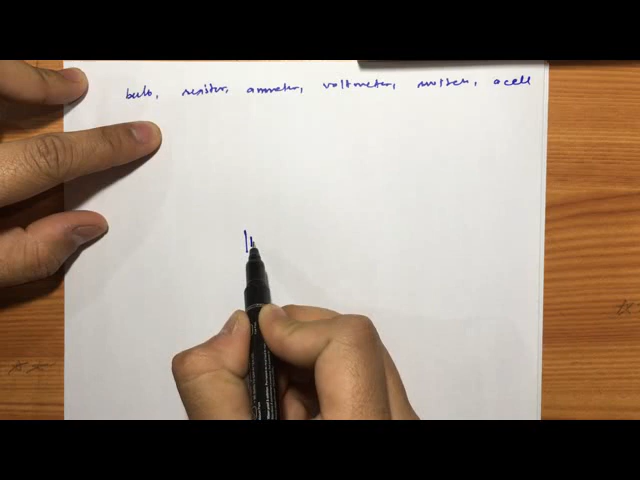 bulb, resistor, ammeter, voltmeter, switch, a cell